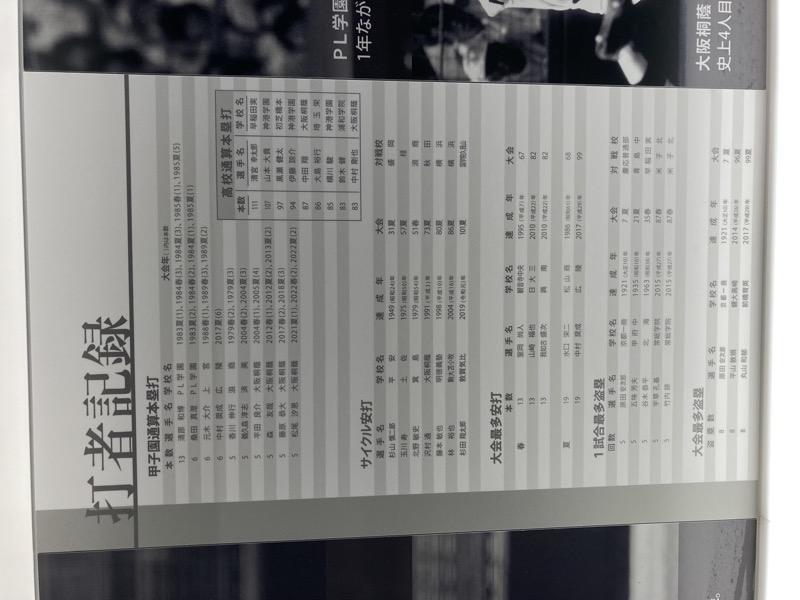 打者記録
甲子園通算本塁打
本数 選手名 学校名 大会年( )内は本数
13 清原 和博 PL学園 1983夏(1)、1984春(3)、1984夏(3)、1985春(1)、1985夏(5)
6 桑田 真澄 PL学園 1983夏(2)、1984春(2)、1984夏(1)、1985夏(1)
6 元木 大介 上宮 1988春(1)、1989春(3)、1989夏(2)
6 中村 奨成 広陵 2017夏(6)
5 香川 伸行 浪商 1979春(2)、1979夏(3)
5 鵜久森 淳志 済美 2004春(2)、2004夏(3)
5 平田 良介 大阪桐蔭 2004春(1)、2005夏(4)
5 森 友哉 大阪桐蔭 2012春(1)、2012夏(2)、2013夏(2)
5 藤原 恭大 大阪桐蔭 2017春(2)、2018夏(3)
5 松尾 汐恩 大阪桐蔭 2021夏(1)、2022春(2)、2022夏(2)
高校通算本塁打
本数 選手名 学校名
111 清宮 幸太郎 早稲田実
107 山本 大貴 神港学園
97 黒瀬 健太 初芝橋本
94 伊藤 諒介 神港学園
87 中田 翔 大阪桐蔭
86 大島 裕行 埼玉栄
85 横川 駿 神港学園
83 鈴木 健 浦和学院
83 中村 剛也 大阪桐蔭
サイクル安打
選手名 学校名 達成年 大会 対戦校
杉山 慎二郎 平安 1949(昭和24)年 31夏 盛岡
玉川 寿 土佐 1975(昭和50)年 57夏 桂
北野 敏史 箕島 1979(昭和54)年 51春 浪商
沢村 通 大阪桐蔭 1991(平成3)年 73夏 秋田
藤本 敏也 明徳義塾 1998(平成10)年 80夏 横浜
林 裕也 駒大苫小牧 2004(平成16)年 86夏 横浜
杉田 翔太郎 敦賀気比 2019(令和元)年 101夏 国学院久我山
大会最多安打
本数 選手名 学校名 達成年 大会
春 13 室岡 尚人 観音寺中央 1995(平成7)年 67
13 山﨑 福也 日大三 2010(平成22)年 82
13 我如古 盛次 興南 2010(平成22)年 82
夏 19 水口 栄二 松山商 1986(昭和61)年 68
19 中村 奨成 広陵 2017(平成29)年 99
1試合最多盗塁
回数 選手名 学校名 達成年 大会 対戦校
5 原田 安次郎 京都一商 1921(大正10)年 7夏 慶応普通部
5 五味 芳夫 甲府中 1935(昭和10)年 21夏 青島中
5 谷木 恭平 北海 1963(昭和38)年 35春 早稲田実
5 宇草 孔基 常総学院 2015(平成27)年 87春 米子北
5 竹内 諒 常総学院 2015(平成27)年 87春 米子北
大会最多盗塁
盗塁数 選手名 学校名 達成年 大会
8 原田 安次郎 京都一商 1921(大正10)年 7夏
8 平山 敦規 健大高崎 2014(平成26)年 96夏
8 丸山 和郁 前橋育英 2017(平成29)年 99夏
PL学園
1年なが
大阪桐蔭
史上4人目
。